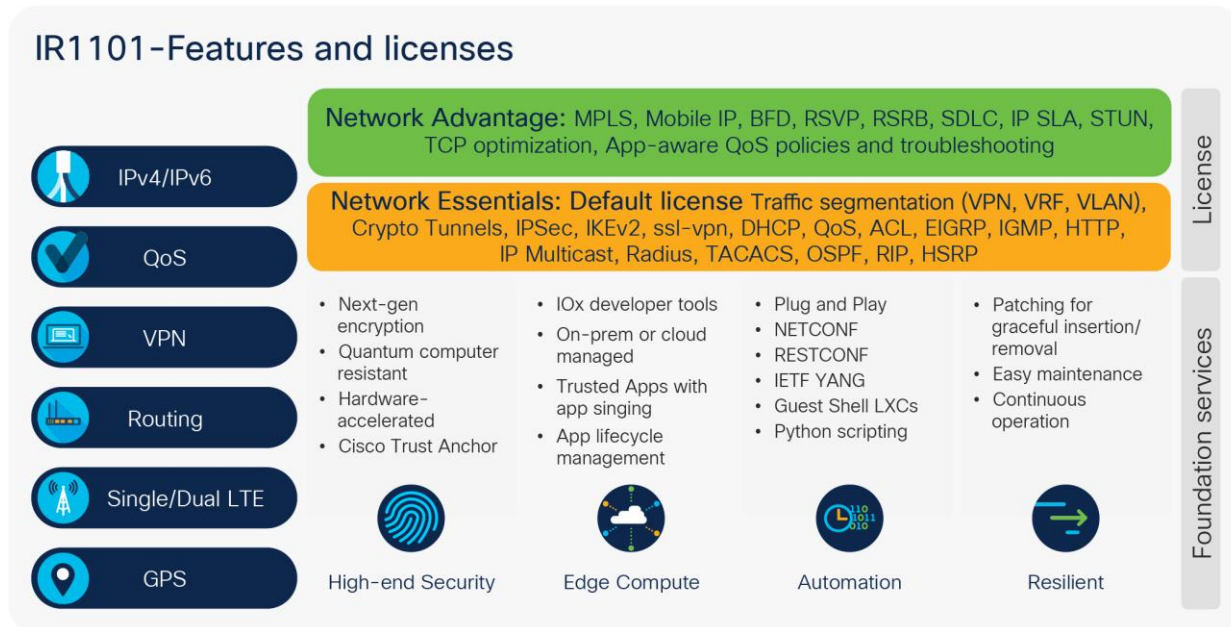 IR1101-Features and licenses
IPv4/IPv6
QoS
VPN
Routing
Single/Dual LTE
GPS
Network Advantage: MPLS, Mobile IP, BFD, RSVP, RSRB, SDLC, IP SLA, STUN,
TCP optimization, App-aware QoS policies and troubleshooting
Network Essentials: Default license Traffic segmentation (VPN, VRF, VLAN),
Crypto Tunnels, IPSec, IKEv2, ssl-vpn, DHCP, QoS, ACL, EIGRP, IGMP, HTTP,
IP Multicast, Radius, TACACS, OSPF, RIP, HSRP
License
• Next-gen
encryption
• Quantum computer
resistant
• Hardware-
accelerated
• Cisco Trust Anchor
High-end Security
• IOx developer tools
• On-prem or cloud
managed
• Trusted Apps with
app singing
• App lifecycle
management
Edge Compute
• Plug and Play
• NETCONF
• RESTCONF
• IETF YANG
• Guest Shell LXCs
• Python scripting
110
1011
010
Automation
• Patching for
graceful insertion/
removal
• Easy maintenance
• Continuous
operation
Resilient
Foundation services